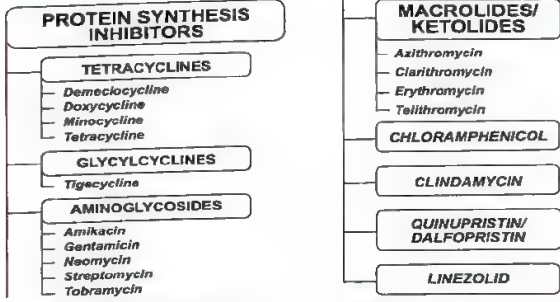 PROTEIN SYNTHESIS
INHIBITORS
TETRACYCLINES
Demeclocycline
Doxycycline
Minocycline
Tetracycline
GLYCYLCYCLINES
Tigecycline
AMINOGLYCOSIDES
Amikacin
Gentamicin
Neomycin
Streptomycin
Tobramycin
MACROLIDES/
KETOLIDES
Azithromycin
Clarithromycin
Erythromycin
Telithromycin
CHLORAMPHENICOL
CLINDAMYCIN
QUINUPRISTIN/
DALFOPRISTIN
LINEZOLID